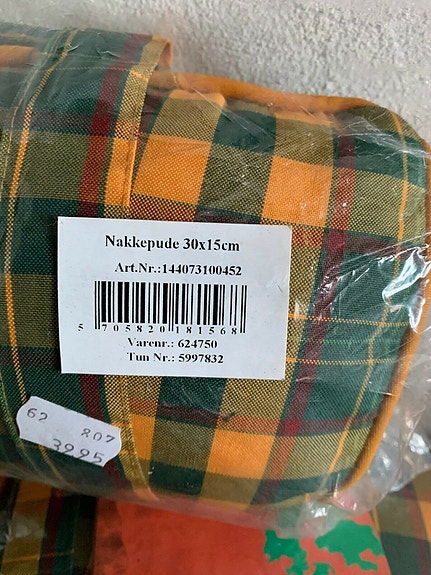 Nakkepude 30x15cm
Art.Nr.:144073100452
5 705820 181568
Varenr.: 624750
Tun Nr.: 5997832
62 807
3995